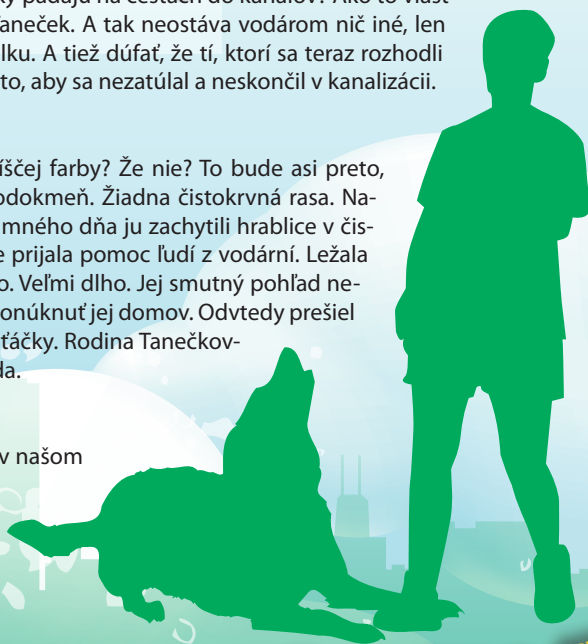 ky padajú na cestách do kanálov? Ako to vlast
aneček. A tak neostáva vodárom nič iné, len
lku. A tiež dúfať, že tí, ktorí sa teraz rozhodli
to, aby sa nezatúlal a neskončil v kanalizácii.
íščej farby? Že nie? To bude asi preto,
odokmeň. Žiadna čistokrvná rasa. Na-
mného dňa ju zachytili hrablice v čis-
e prijala pomoc ľudí z vodární. Ležala
o. Veľmi dlho. Jej smutný pohľad ne-
onúknuť jej domov. Odvtedy prešiel
ťáčky. Rodina Tanečkov-
da.
v našom